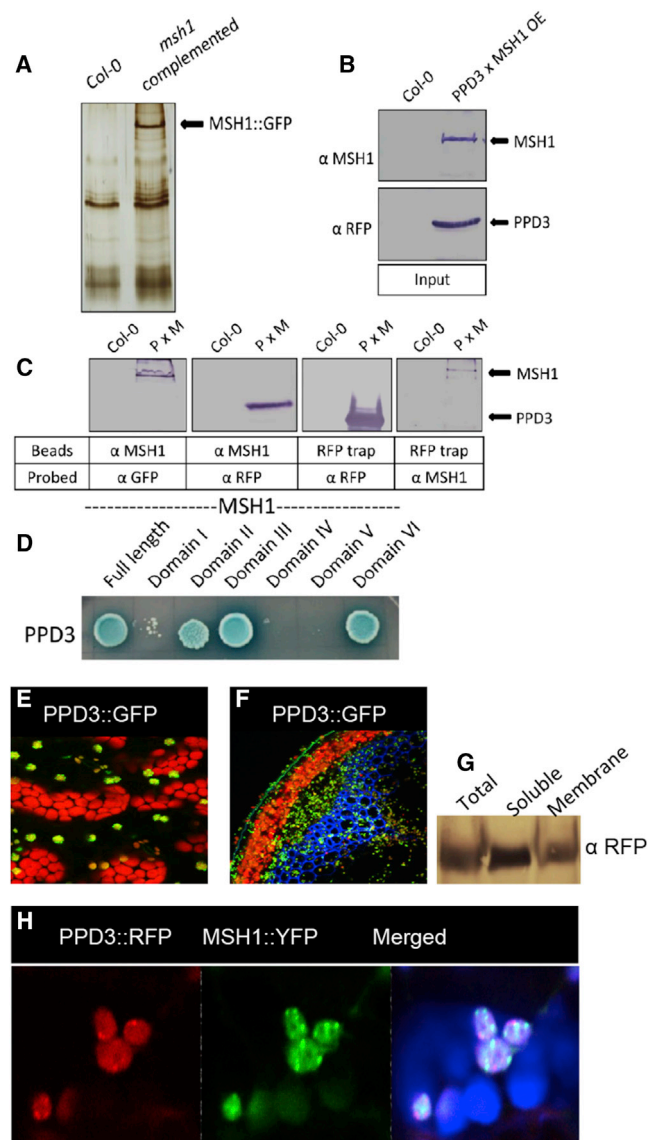 A
Col-0
msh1
complemented
MSH1::GFP
B
Col-0
PPD3 x MSH1 OE
α MSH1
MSH1
α RFP
PPD3
Input
C
Col-0 P x M Col-0 P x M Col-0 P x M Col-0 P x M
MSH1
PPD3
Beads α MSH1 α MSH1 RFP trap RFP trap
Probed α GFP α RFP α RFP α MSH1
MSH1
D
Full length Domain I Domain II Domain III Domain IV Domain V Domain VI
PPD3
E
PPD3::GFP
F
PPD3::GFP
G
Total Soluble Membrane
α RFP
H
PPD3::RFP MSH1::YFP Merged